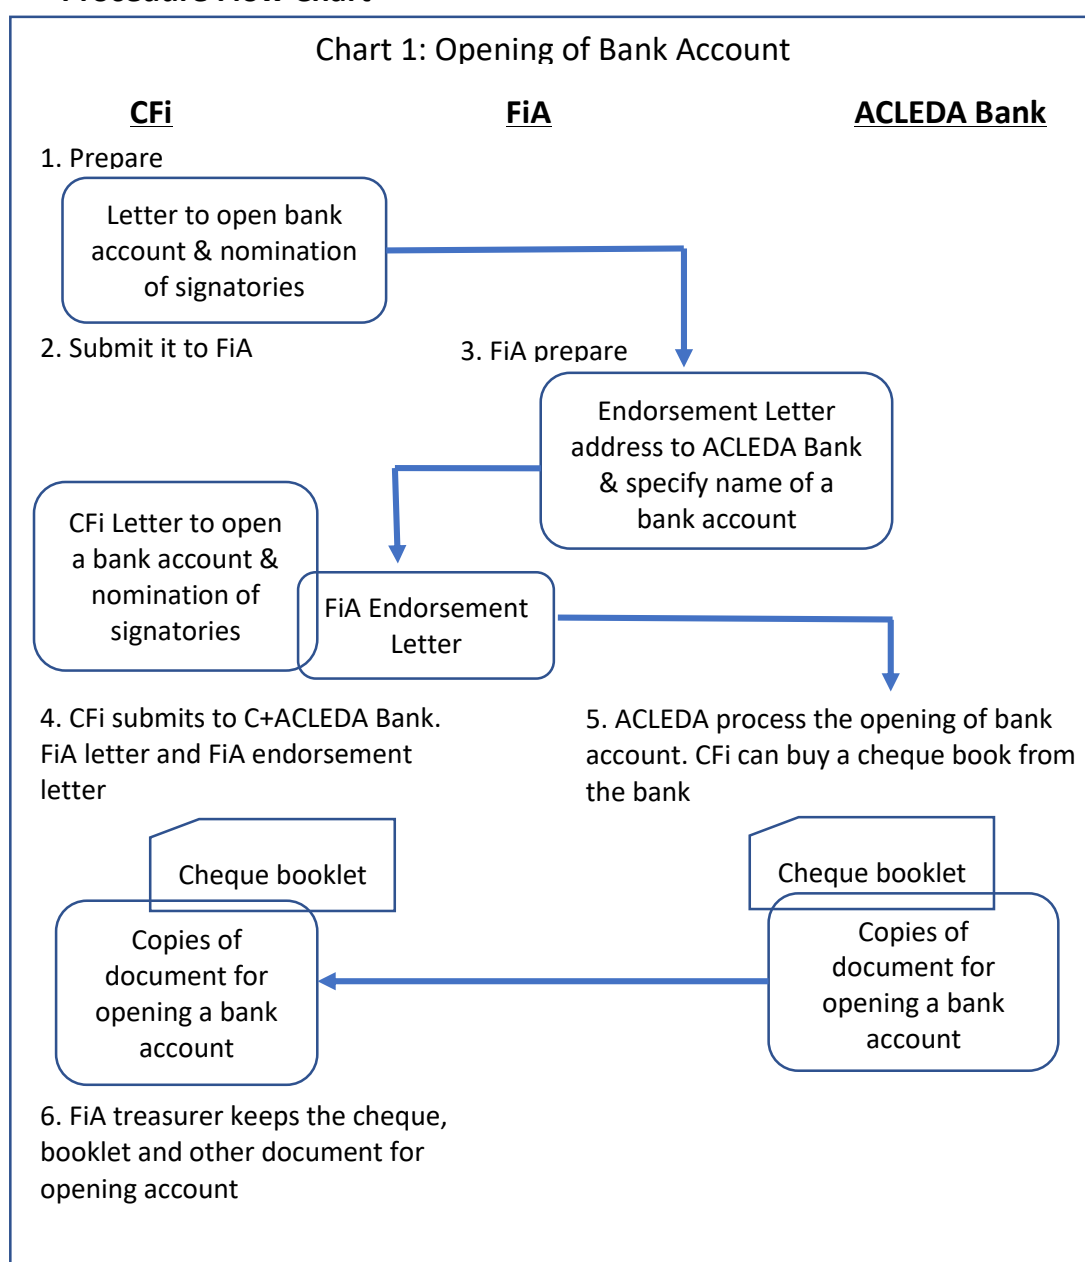 Procedure Flow Chart
Chart 1: Opening of Bank Account
CFi
FiA
ACLEDA Bank
1. Prepare
Letter to open bank
account & nomination
of signatories
2. Submit it to FiA
3. FiA prepare
Endorsement Letter
address to ACLEDA Bank
& specify name of a
bank account
CFi Letter to open
a bank account &
nomination of
signatories
FiA Endorsement
Letter
4. CFi submits to C+ACLEDA Bank.
FiA letter and FiA endorsement
letter
5. ACLEDA process the opening of bank
account. CFi can buy a cheque book from
the bank
Cheque booklet
Copies of
document for
opening a bank
account
Cheque booklet
Copies of
document for
opening a bank
account
6. FiA treasurer keeps the cheque,
booklet and other document for
opening account